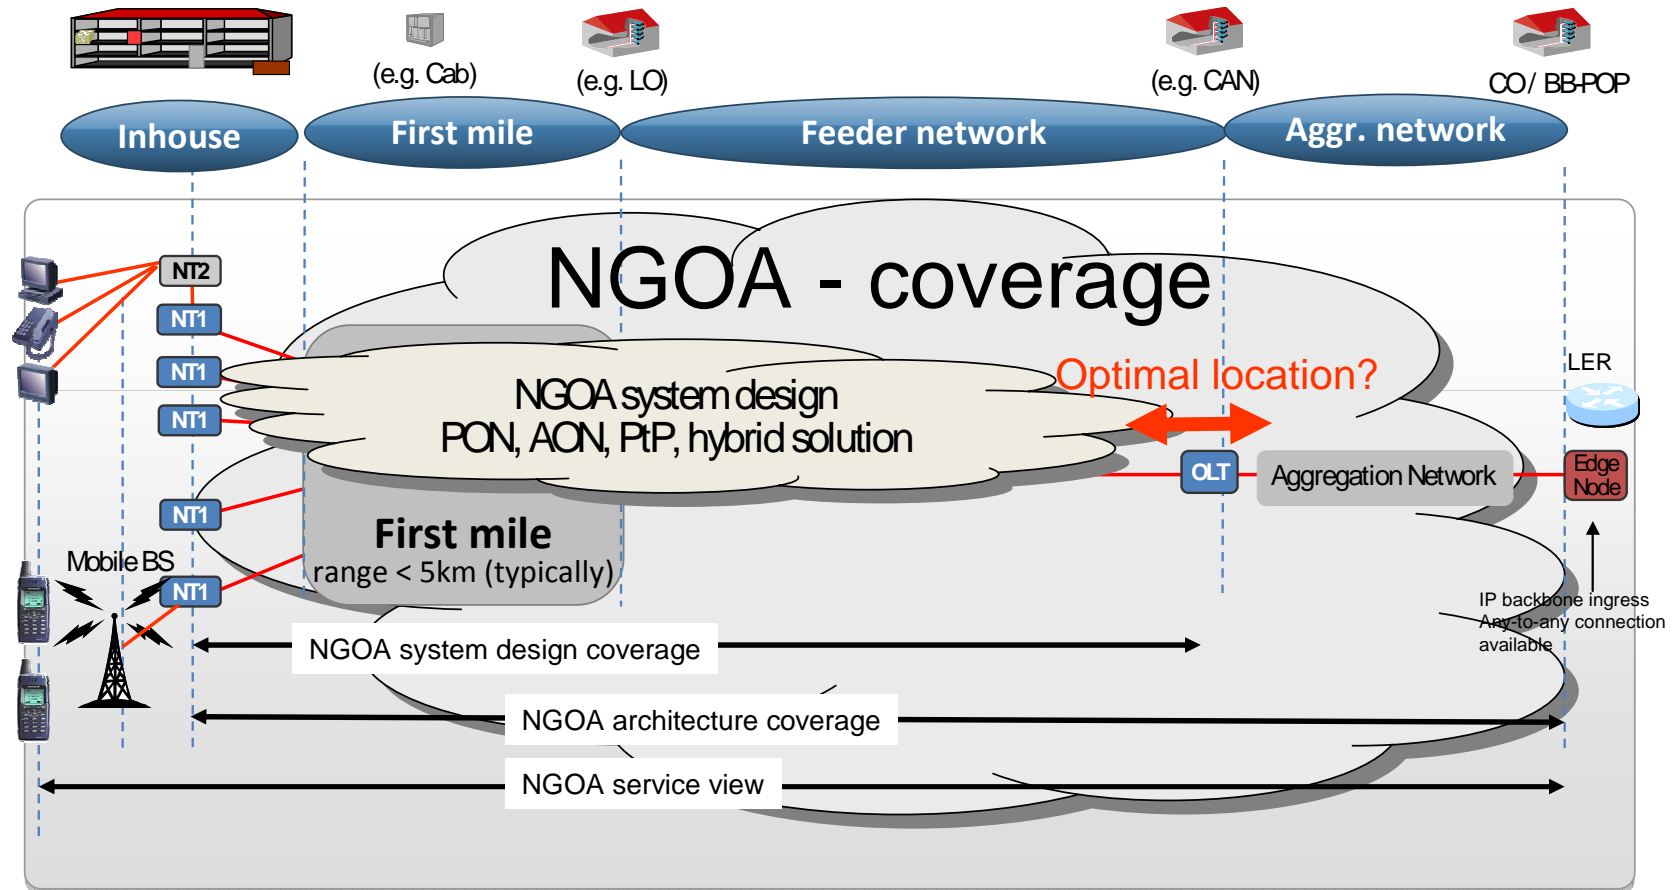 (e.g. Cab)
(e.g. LO)
(e.g. CAN)
CO / BB-POP
Inhouse
First mile
Feeder network
Aggr. network
NGOA - coverage
NT2
NT1
NT1
NT1
NT1
NT1
NGOA system design
PON, AON, PtP, hybrid solution
Optimal location?
LER
OLT
Aggregation Network
Edge
Node
First mile
range < 5km (typically)
Mobile BS
IP backbone ingress
Any-to-any connection
available
NGOA system design coverage
NGOA architecture coverage
NGOA service view